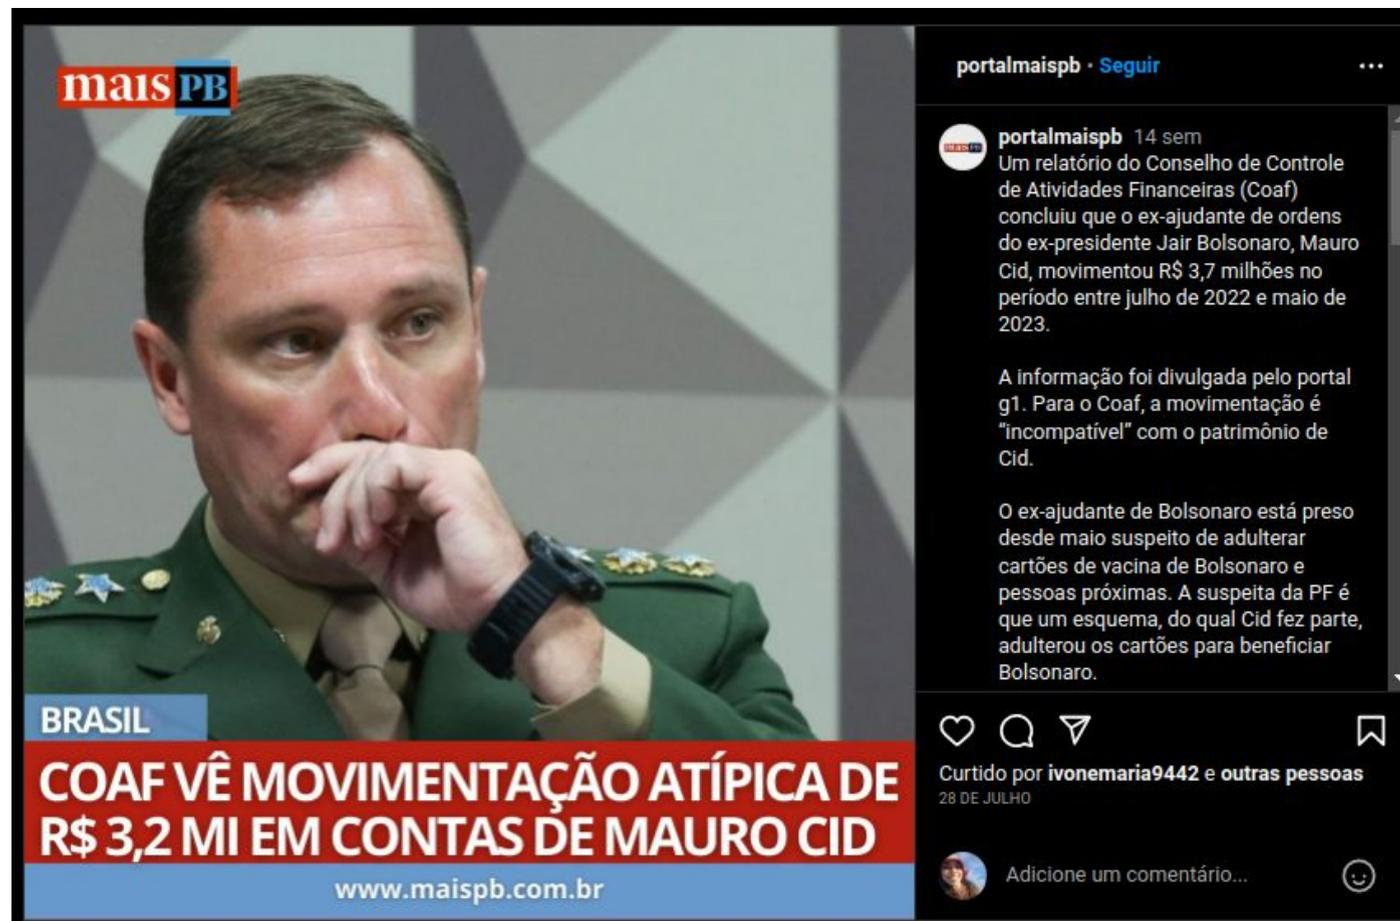 mais PB
BRASIL
COAF VÊ MOVIMENTAÇÃO ATÍPICA DE
R$ 3,2 MI EM CONTAS DE MAURO CID
www.maispb.com.br
portalmaispb • Seguir
portalmaispb 14 sem
Um relatório do Conselho de Controle
de Atividades Financeiras (Coaf)
concluiu que o ex-ajudante de ordens
do ex-presidente Jair Bolsonaro, Mauro
Cid, movimentou R$ 3,7 milhões no
período entre julho de 2022 e maio de
2023.
A informação foi divulgada pelo portal
g1. Para o Coaf, a movimentação é
“incompatível” com o patrimônio de
Cid.
O ex-ajudante de Bolsonaro está preso
desde maio suspeito de adulterar
cartões de vacina de Bolsonaro e
pessoas próximas. A suspeita da PF é
que um esquema, do qual Cid fez parte,
adulterou os cartões para beneficiar
Bolsonaro.
Curtido por ivonemaria9442 e outras pessoas
28 DE JULHO
Adicione um comentário...